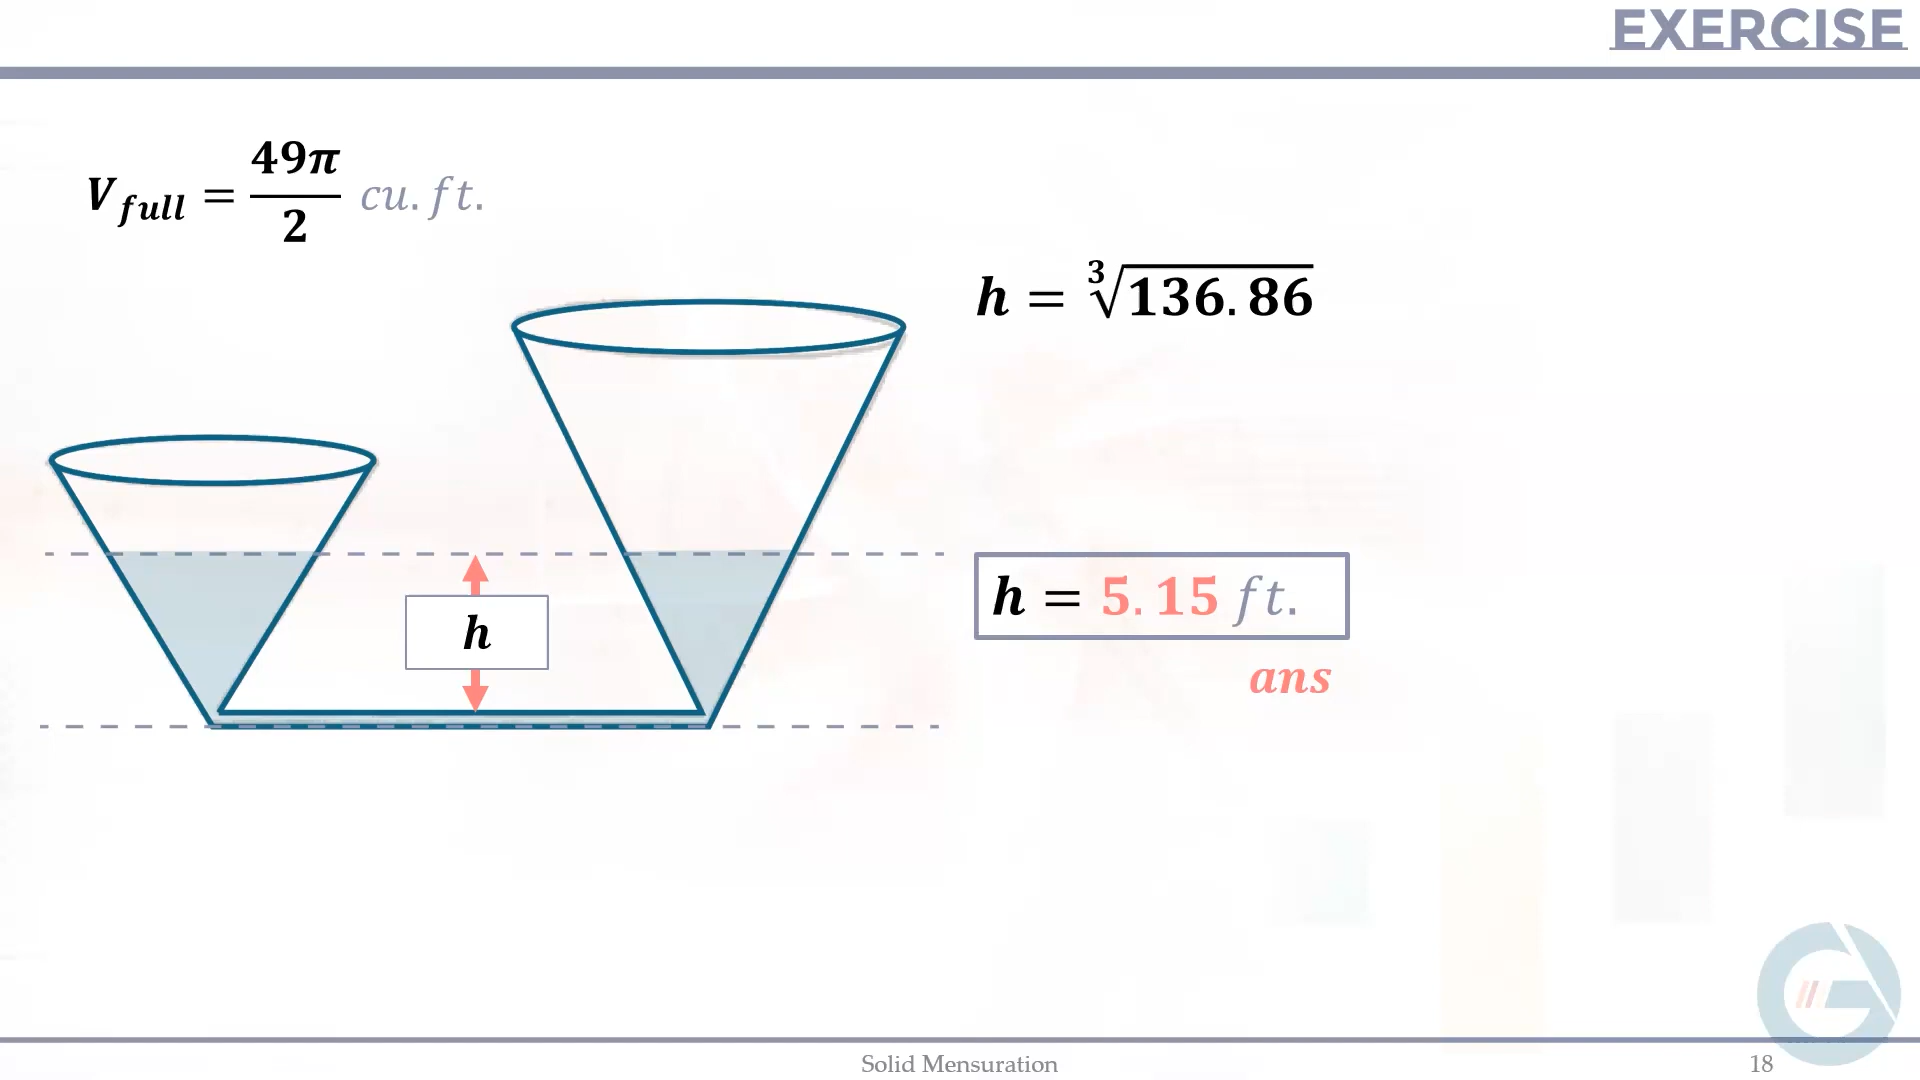 EXERCISE
V_full = 49π/2 cu. ft.
h = ∛136.86
h
h = 5.15 ft.
ans
Solid Mensuration
18